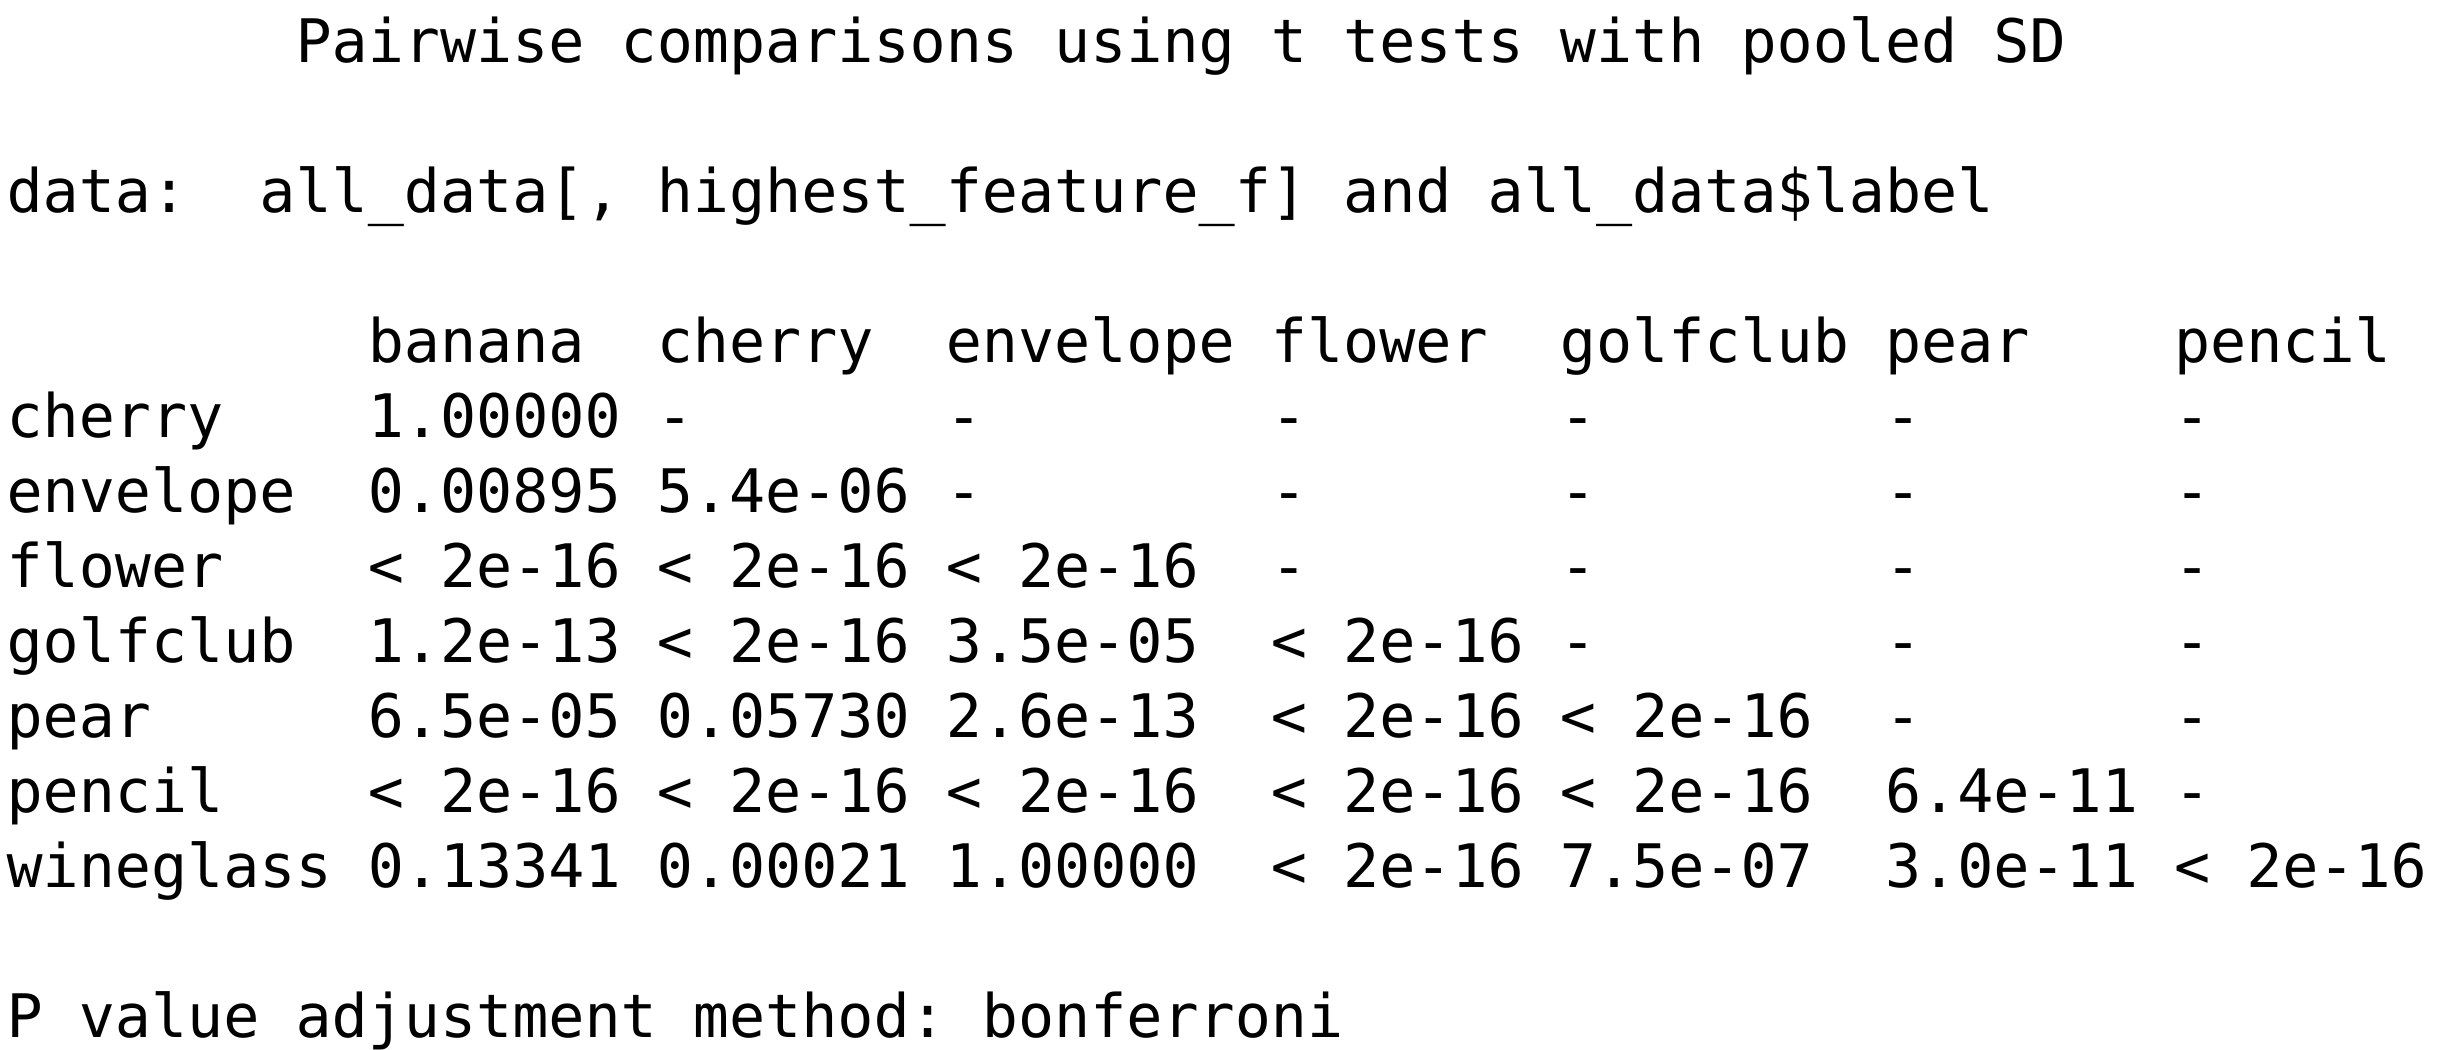 Pairwise comparisons using t tests with pooled SD
data:  all_data[, highest_feature_f] and all_data$label
          banana  cherry  envelope flower  golfclub pear    pencil
cherry    1.00000 -       -        -       -        -       -
envelope  0.00895 5.4e-06 -        -       -        -       -
flower    < 2e-16 < 2e-16 < 2e-16  -       -        -       -
golfclub  1.2e-13 < 2e-16 3.5e-05  < 2e-16 -        -       -
pear      6.5e-05 0.05730 2.6e-13  < 2e-16 < 2e-16  -       -
pencil    < 2e-16 < 2e-16 < 2e-16  < 2e-16 < 2e-16  6.4e-11 -
wineglass 0.13341 0.00021 1.00000  < 2e-16 7.5e-07  3.0e-11 < 2e-16
P value adjustment method: bonferroni